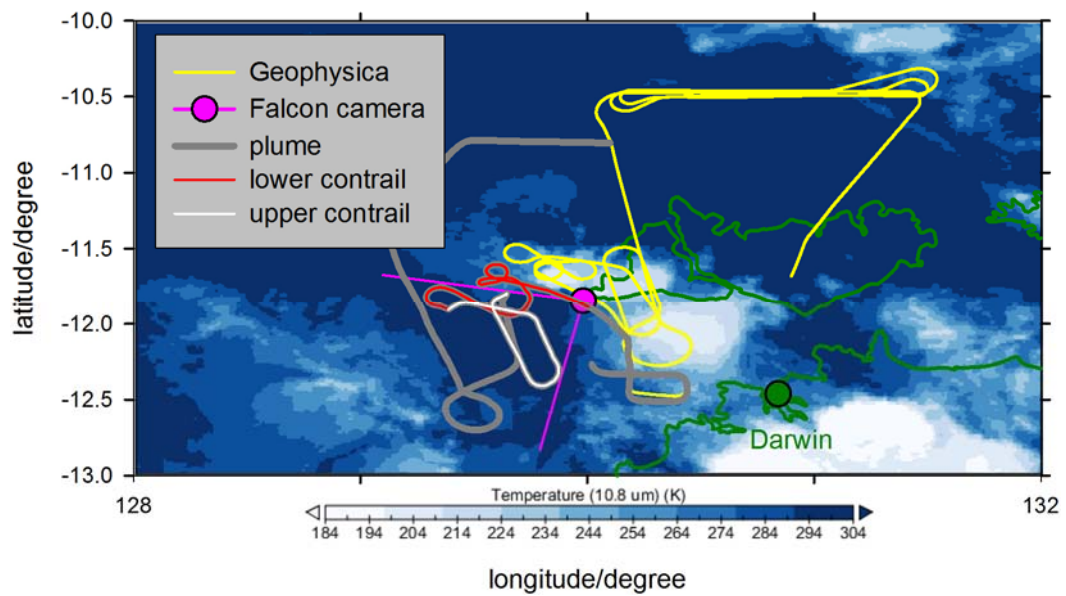 -10.0
-10.5
-11.0
-11.5
-12.0
-12.5
-13.0
latitude/degree
Geophysica
Falcon camera
plume
lower contrail
upper contrail
Darwin
128
132
Temperature (10.8 um) (K)
184 194 204 214 224 234 244 254 264 274 284 294 304
longitude/degree